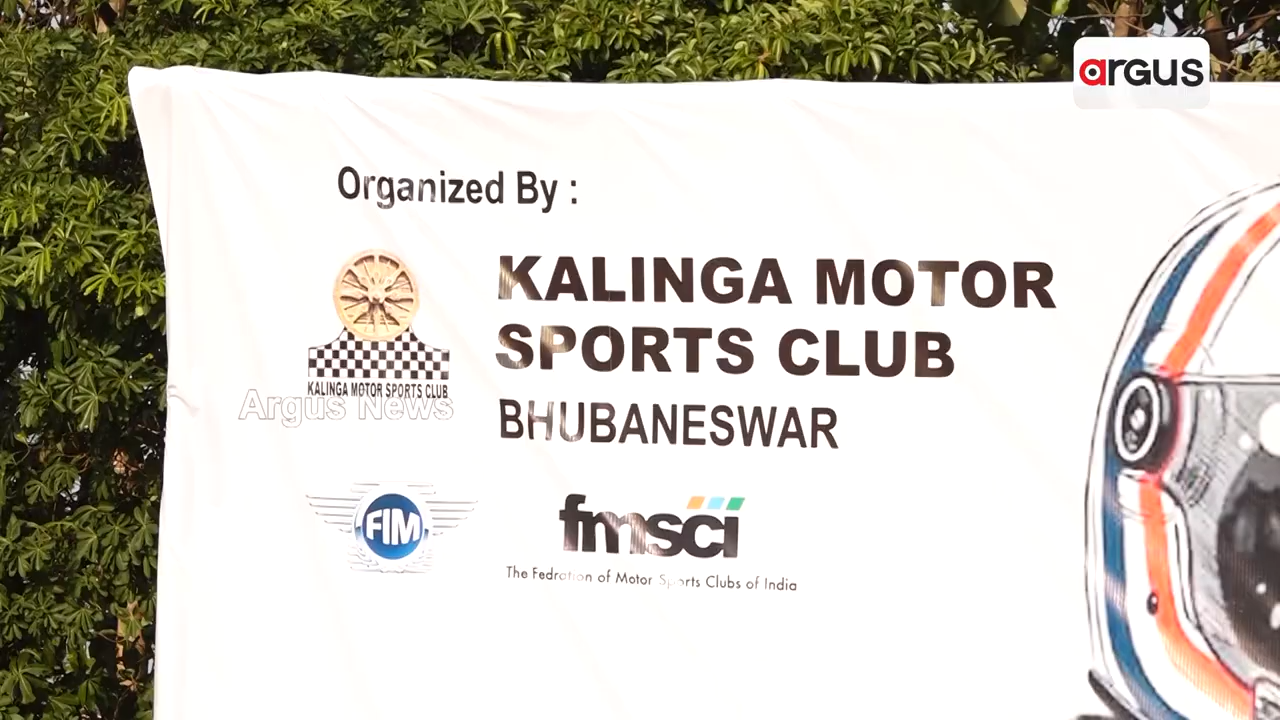 argus
Organized By :
KALINGA MOTOR
SPORTS CLUB
BHUBANESWAR
KALINGA MOTOR SPORTS CLUB
Argus News
FIM
fmsci
The Fedration of Motor Sports Clubs of India